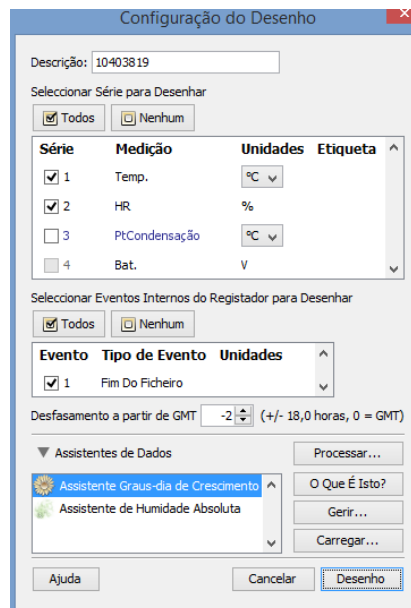 Configuração do Desenho
Descrição: 10403819
Seleccionar Série para Desenhar
Todos Nenhum
Série Medição Unidades Etiqueta
1 Temp. ºC
2 HR %
3 PtCondensação ºC
4 Bat. V
Seleccionar Eventos Internos do Registador para Desenhar
Todos Nenhum
Evento Tipo de Evento Unidades
1 Fim Do Ficheiro
Desfasamento a partir de GMT -2 (+/- 18,0 horas, 0 = GMT)
Assistentes de Dados Processar...
Assistente Graus-dia de Crescimento O Que É Isto?
Assistente de Humidade Absoluta Gerir...
Carregar...
Ajuda Cancelar Desenho